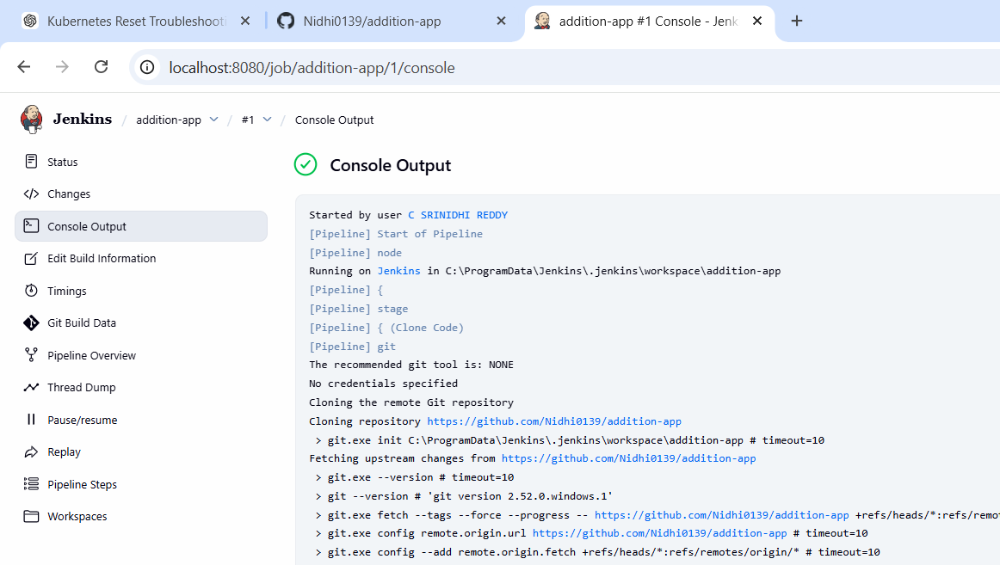 Kubernetes Reset Troubleshooti
Nidhi0139/addition-app
addition-app #1 Console - Jenk
localhost:8080/job/addition-app/1/console
Jenkins / addition-app / #1 / Console Output
Status
Changes
Console Output
Edit Build Information
Timings
Git Build Data
Pipeline Overview
Thread Dump
Pause/resume
Replay
Pipeline Steps
Workspaces
Console Output
Started by user C SRINIDHI REDDY
[Pipeline] Start of Pipeline
[Pipeline] node
Running on Jenkins in C:\ProgramData\Jenkins\.jenkins\workspace\addition-app
[Pipeline] {
[Pipeline] stage
[Pipeline] { (Clone Code)
[Pipeline] git
The recommended git tool is: NONE
No credentials specified
Cloning the remote Git repository
Cloning repository https://github.com/Nidhi0139/addition-app
> git.exe init C:\ProgramData\Jenkins\.jenkins\workspace\addition-app # timeout=10
Fetching upstream changes from https://github.com/Nidhi0139/addition-app
> git.exe --version # timeout=10
> git --version # 'git version 2.52.0.windows.1'
> git.exe fetch --tags --force --progress -- https://github.com/Nidhi0139/addition-app +refs/heads/*:refs/remot
> git.exe config remote.origin.url https://github.com/Nidhi0139/addition-app # timeout=10
> git.exe config --add remote.origin.fetch +refs/heads/*:refs/remotes/origin/* # timeout=10